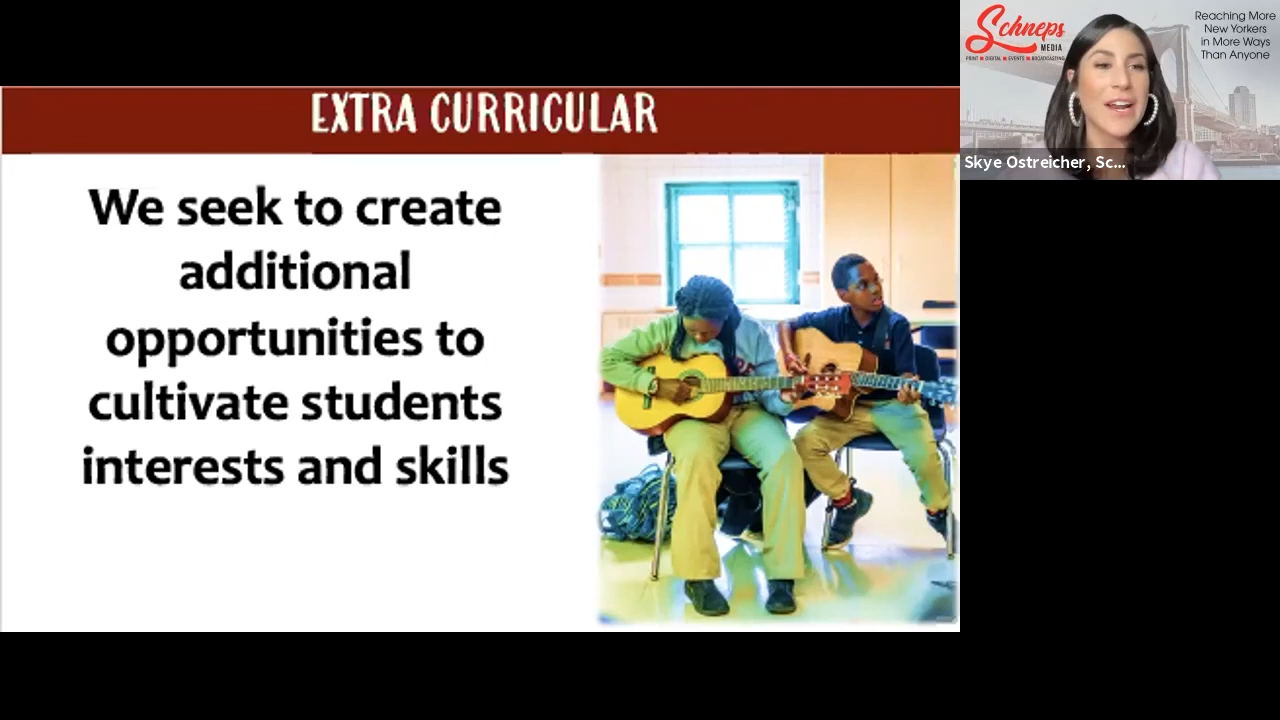 EXTRA CURRICULAR
We seek to create
additional
opportunities to
cultivate students
interests and skills
Schneps
MEDIA
PRINT ■ DIGITAL ■ EVENTS ■ BROADCASTING
Reaching More
New Yorkers
in More Ways
Than Anyone
Skye Ostreicher, Sc...